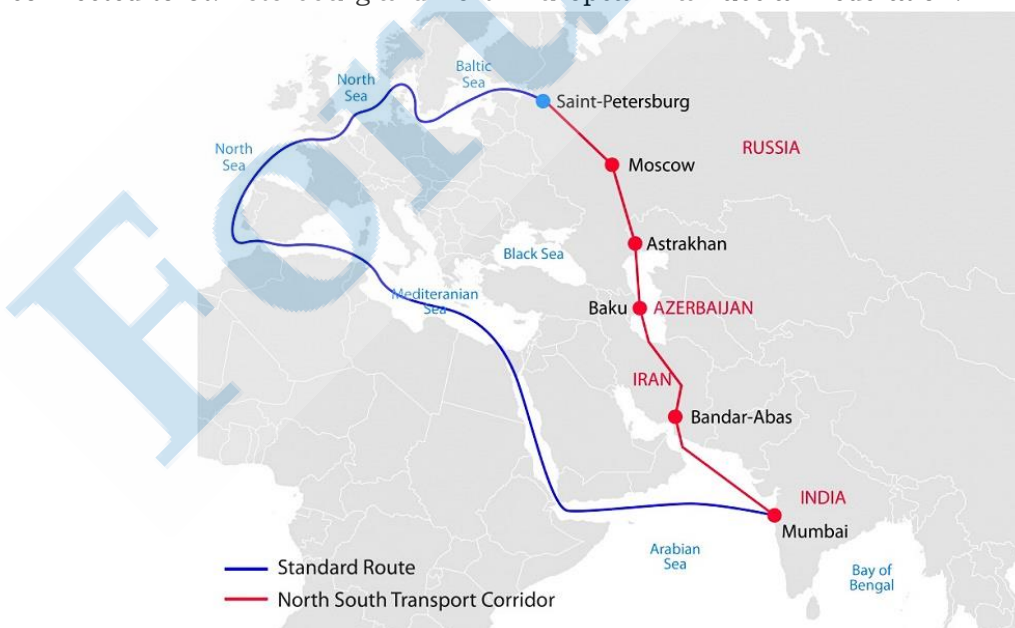 Baltic
Sea
North
Sea
Saint-Petersburg
North
Sea
RUSSIA
Moscow
Astrakhan
Black Sea
Mediteranian
Sea
Baku
AZERBAIJAN
IRAN
Bandar-Abas
INDIA
Mumbai
Arabian
Sea
Bay of
Bengal
Standard Route
North South Transport Corridor